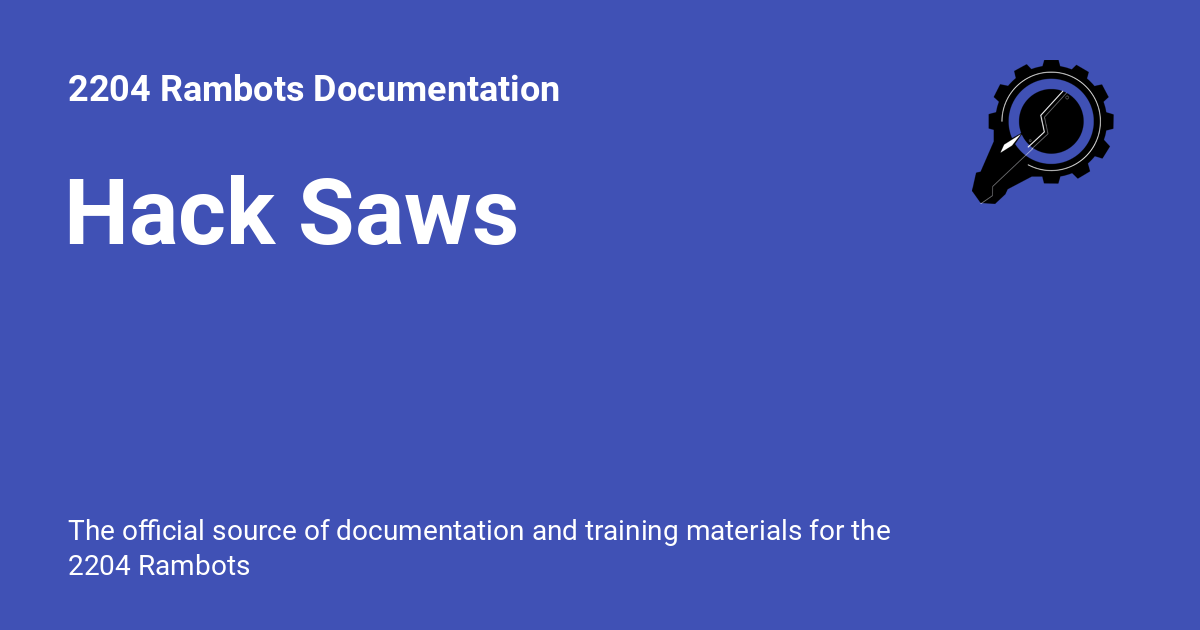 2204 Rambots Documentation
Hack Saws
The official source of documentation and training materials for the
2204 Rambots